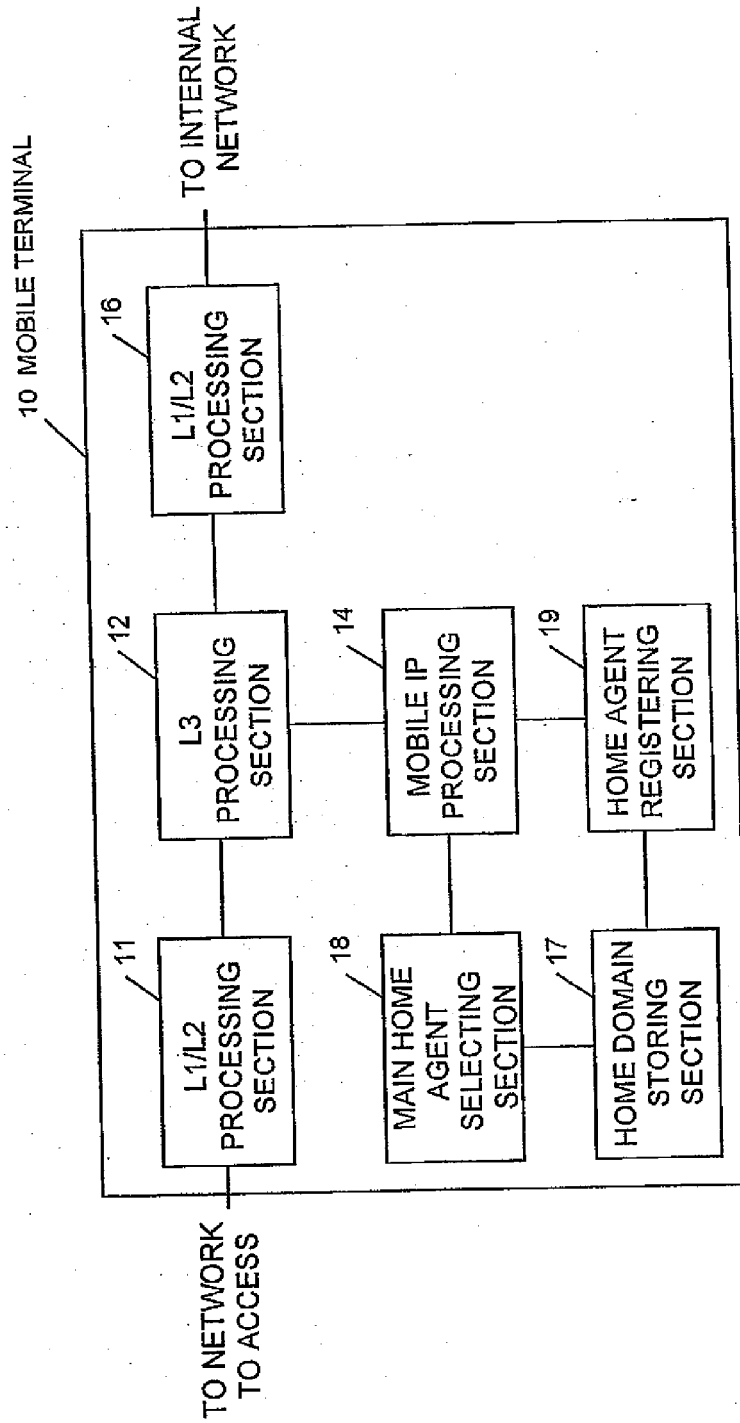 10 MOBILE TERMINAL
TO NETWORK
TO ACCESS
11
L1/L2
PROCESSING
SECTION
12
L3
PROCESSING
SECTION
16
L1/L2
PROCESSING
SECTION
TO INTERNAL
NETWORK
18
MAIN HOME
AGENT
SELECTING
SECTION
14
MOBILE IP
PROCESSING
SECTION
17
HOME DOMAIN
STORING
SECTION
19
HOME AGENT
REGISTERING
SECTION